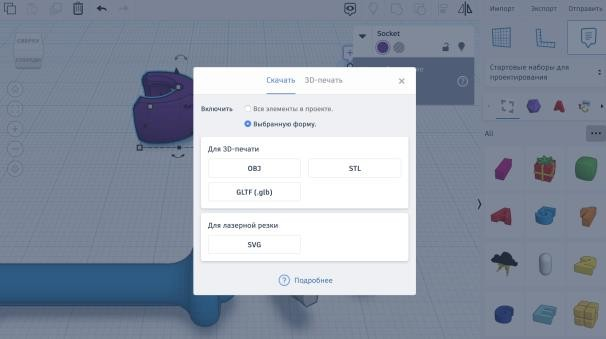 Импорт Экспорт Отправить
СВЕРХУ
СПЕРЕДИ
Socket
Скачать 3D-печать
Стартовые наборы для
проектирования
Включить Все элементы в проекте.
Выбранную форму.
All
Для 3D-печати
OBJ STL
GLTF (.glb)
Для лазерной резки
SVG
Подробнее